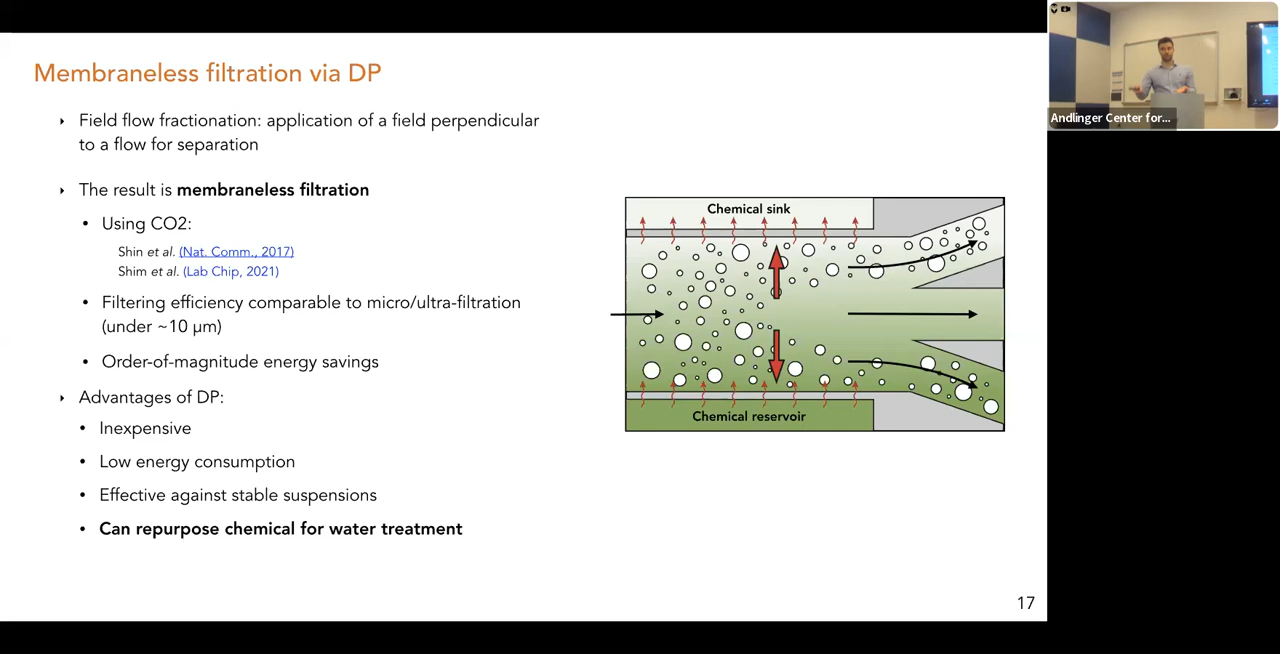 Membraneless filtration via DP
Field flow fractionation: application of a field perpendicular
to a flow for separation
The result is membraneless filtration
Using CO2:
Shin et al. (Nat. Comm., 2017)
Shim et al. (Lab Chip, 2021)
Filtering efficiency comparable to micro/ultra-filtration
(under ~10 µm)
Order-of-magnitude energy savings
Advantages of DP:
Inexpensive
Low energy consumption
Effective against stable suspensions
Can repurpose chemical for water treatment
Chemical sink
Chemical reservoir
17
Andlinger Center for...